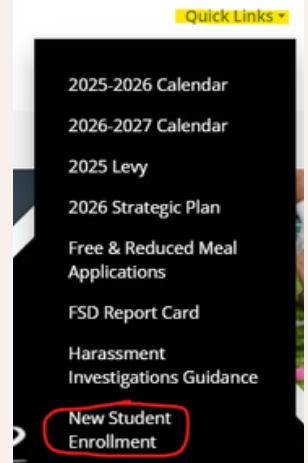 Quick Links
2025-2026 Calendar
2026-2027 Calendar
2025 Levy
2026 Strategic Plan
Free & Reduced Meal
Applications
FSD Report Card
Harassment
Investigations Guidance
New Student
Enrollment